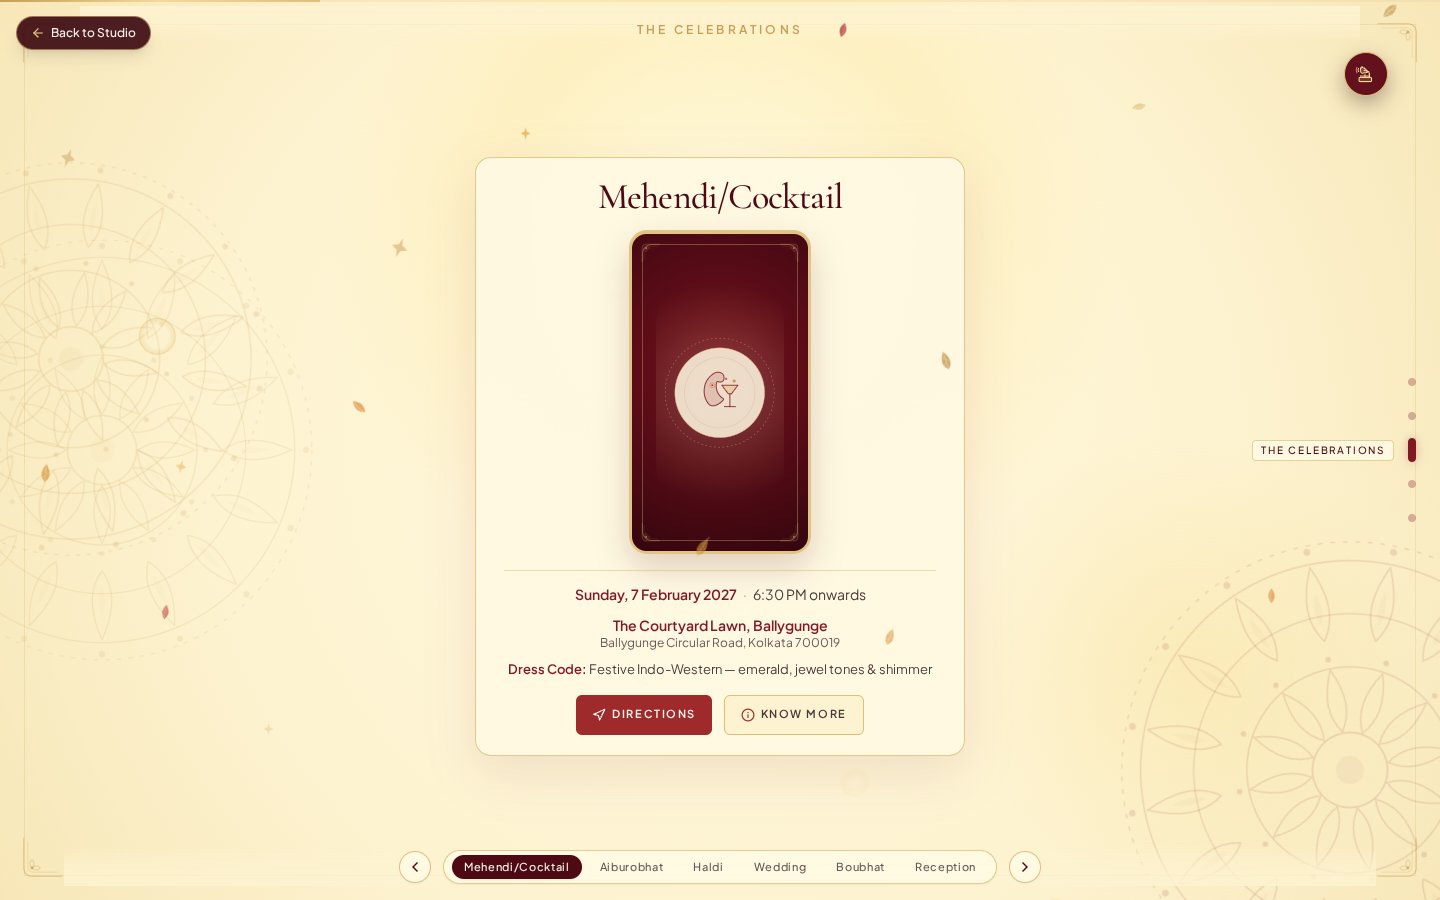 Back to Studio
THE CELEBRATIONS
Mehendi/Cocktail
Sunday, 7 February 2027 · 6:30 PM onwards
The Courtyard Lawn, Ballygunge
Ballygunge Circular Road, Kolkata 700019
Dress Code: Festive Indo-Western — emerald, jewel tones & shimmer
DIRECTIONS
KNOW MORE
THE CELEBRATIONS
Mehendi/Cocktail
Aiburobhat
Haldi
Wedding
Boubhat
Reception